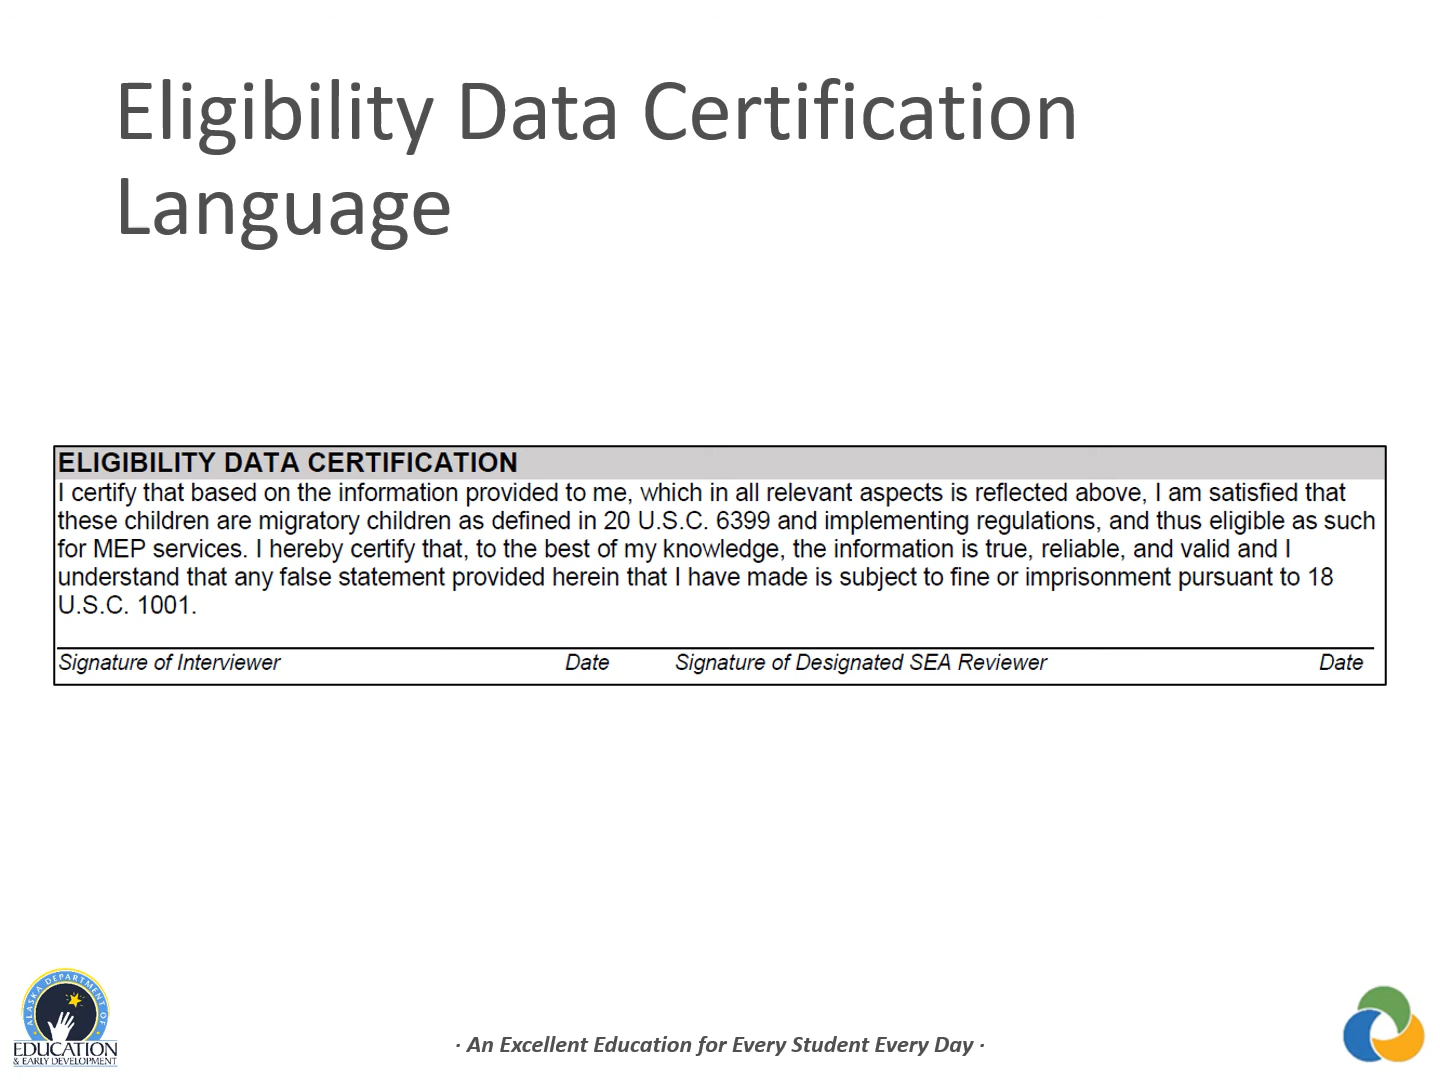 Eligibility Data Certification
Language
ELIGIBILITY DATA CERTIFICATION
I certify that based on the information provided to me, which in all relevant aspects is reflected above, I am satisfied that
these children are migratory children as defined in 20 U.S.C. 6399 and implementing regulations, and thus eligible as such
for MEP services. I hereby certify that, to the best of my knowledge, the information is true, reliable, and valid and I
understand that any false statement provided herein that I have made is subject to fine or imprisonment pursuant to 18
U.S.C. 1001.
Signature of Interviewer Date Signature of Designated SEA Reviewer Date
ALASKA DEPARTMENT OF
EDUCATION
& EARLY DEVELOPMENT
· An Excellent Education for Every Student Every Day ·